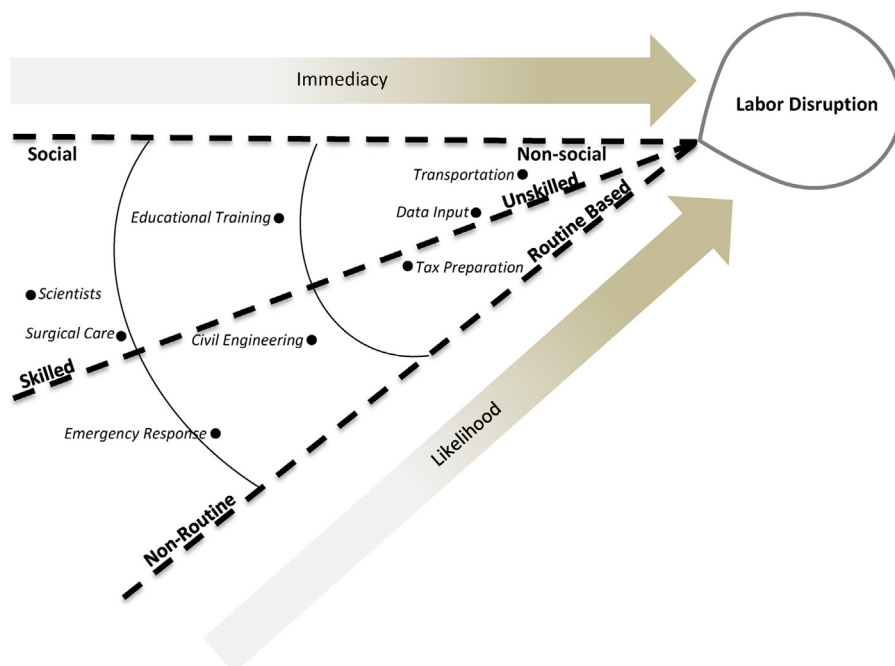 Immediacy
Labor Disruption
Social
Non-social
Transportation
Unskilled
Educational Training
Data Input
Routine Based
Tax Preparation
Scientists
Surgical Care
Civil Engineering
Skilled
Emergency Response
Likelihood
Non-Routine